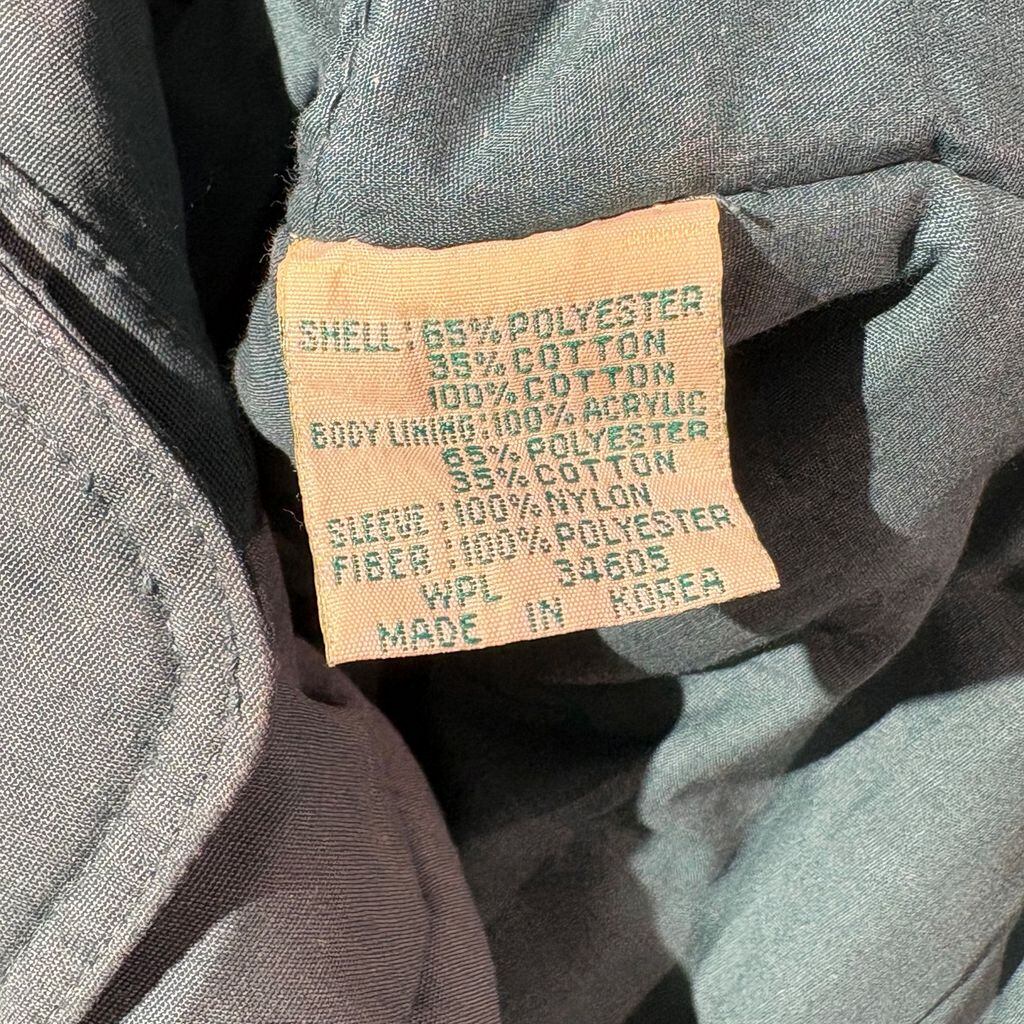 SHELL: 65% POLYESTER
35% COTTON
100% COTTON
BODY LINING: 100% ACRYLIC
65% POLYESTER
35% COTTON
SLEEVE: 100% NYLON
FIBER: 100% POLYESTER
WPL 34605
MADE IN KOREA